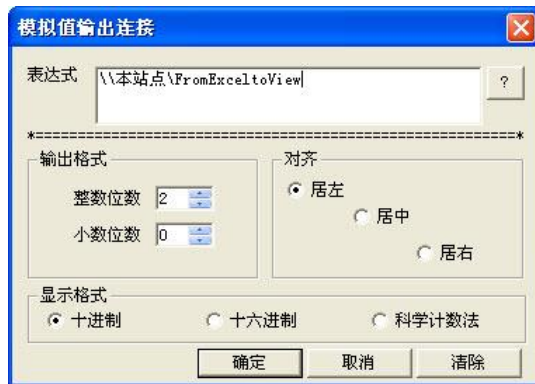 模拟值输出连接
表达式 \\本站点\FromExceltoView ?
*=====================================================*
输出格式
整数位数 2
小数位数 0
对齐
居左
居中
居右
显示格式
十进制 十六进制 科学计数法
确定 取消 清除